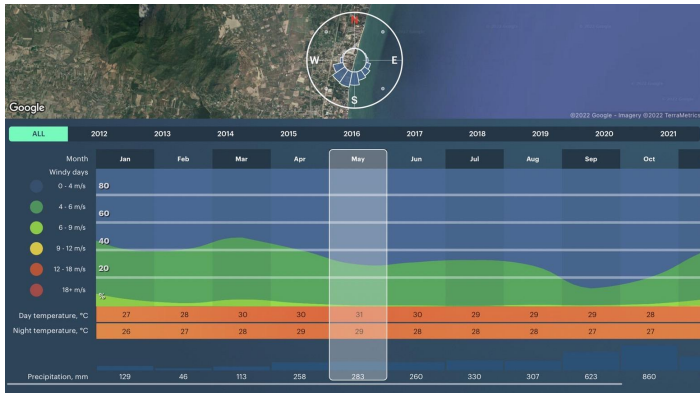 W E
S
Google
©2022 Google - Imagery ©2022 TerraMetrics
ALL 2012 2013 2014 2015 2016 2017 2018 2019 2020 2021
Month Jan Feb Mar Apr May Jun Jul Aug Sep Oct
Windy days
0 - 4 m/s 80
4 - 6 m/s 60
6 - 9 m/s
9 - 12 m/s 40
12 - 18 m/s 20
18+ m/s %
Day temperature, °C 27 28 30 30 31 30 29 29 29 28
Night temperature, °C 26 27 28 29 29 28 28 28 27 27
Precipitation, mm 129 46 113 258 283 260 330 307 623 860